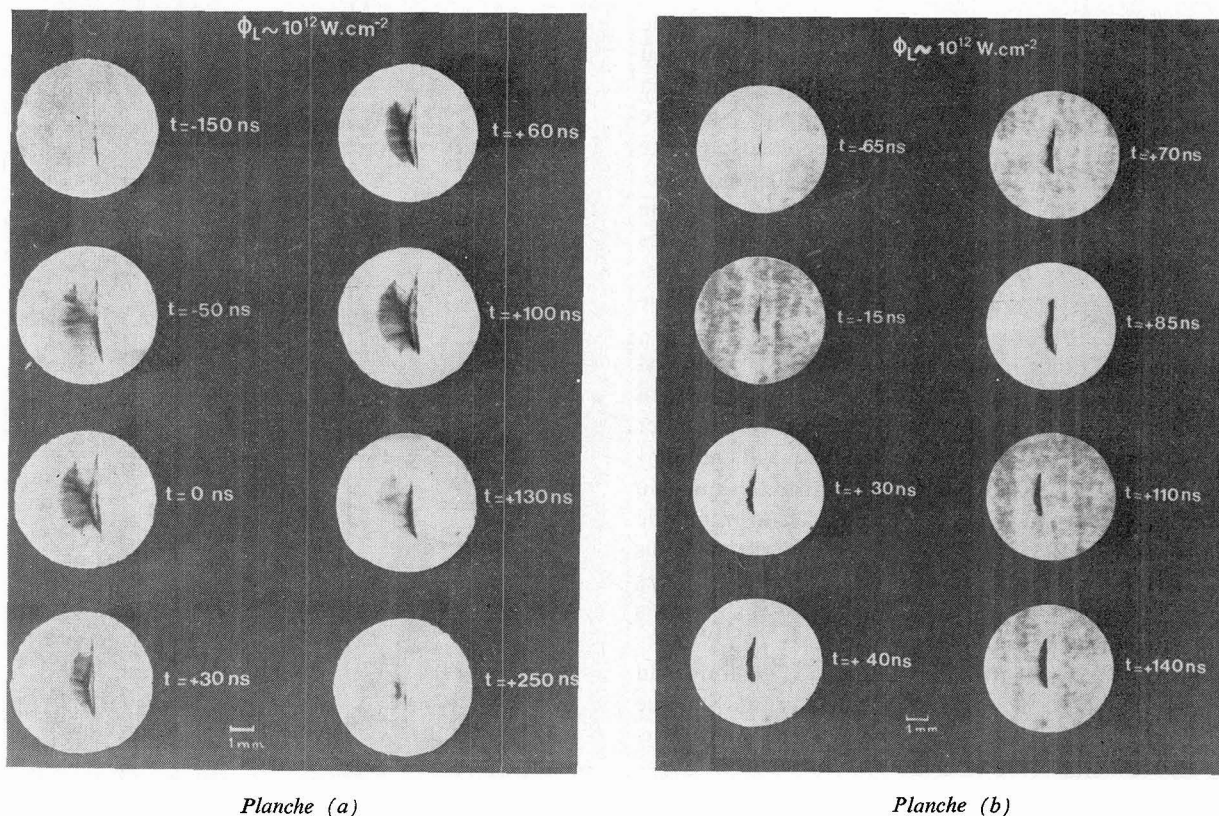 ΦL ~ 10¹² W.cm⁻²
t=-150 ns
t=-50 ns
t=0 ns
t=+30 ns
t=+60 ns
t=+100 ns
t=+130 ns
t=+250 ns
1mm
Planche (a)
ΦL ~ 10¹² W.cm⁻²
t=-65ns
t=-15ns
t=+ 30ns
t=+ 40ns
t=+70ns
t=+85ns
t=+110ns
t=+140ns
1mm
Planche (b)